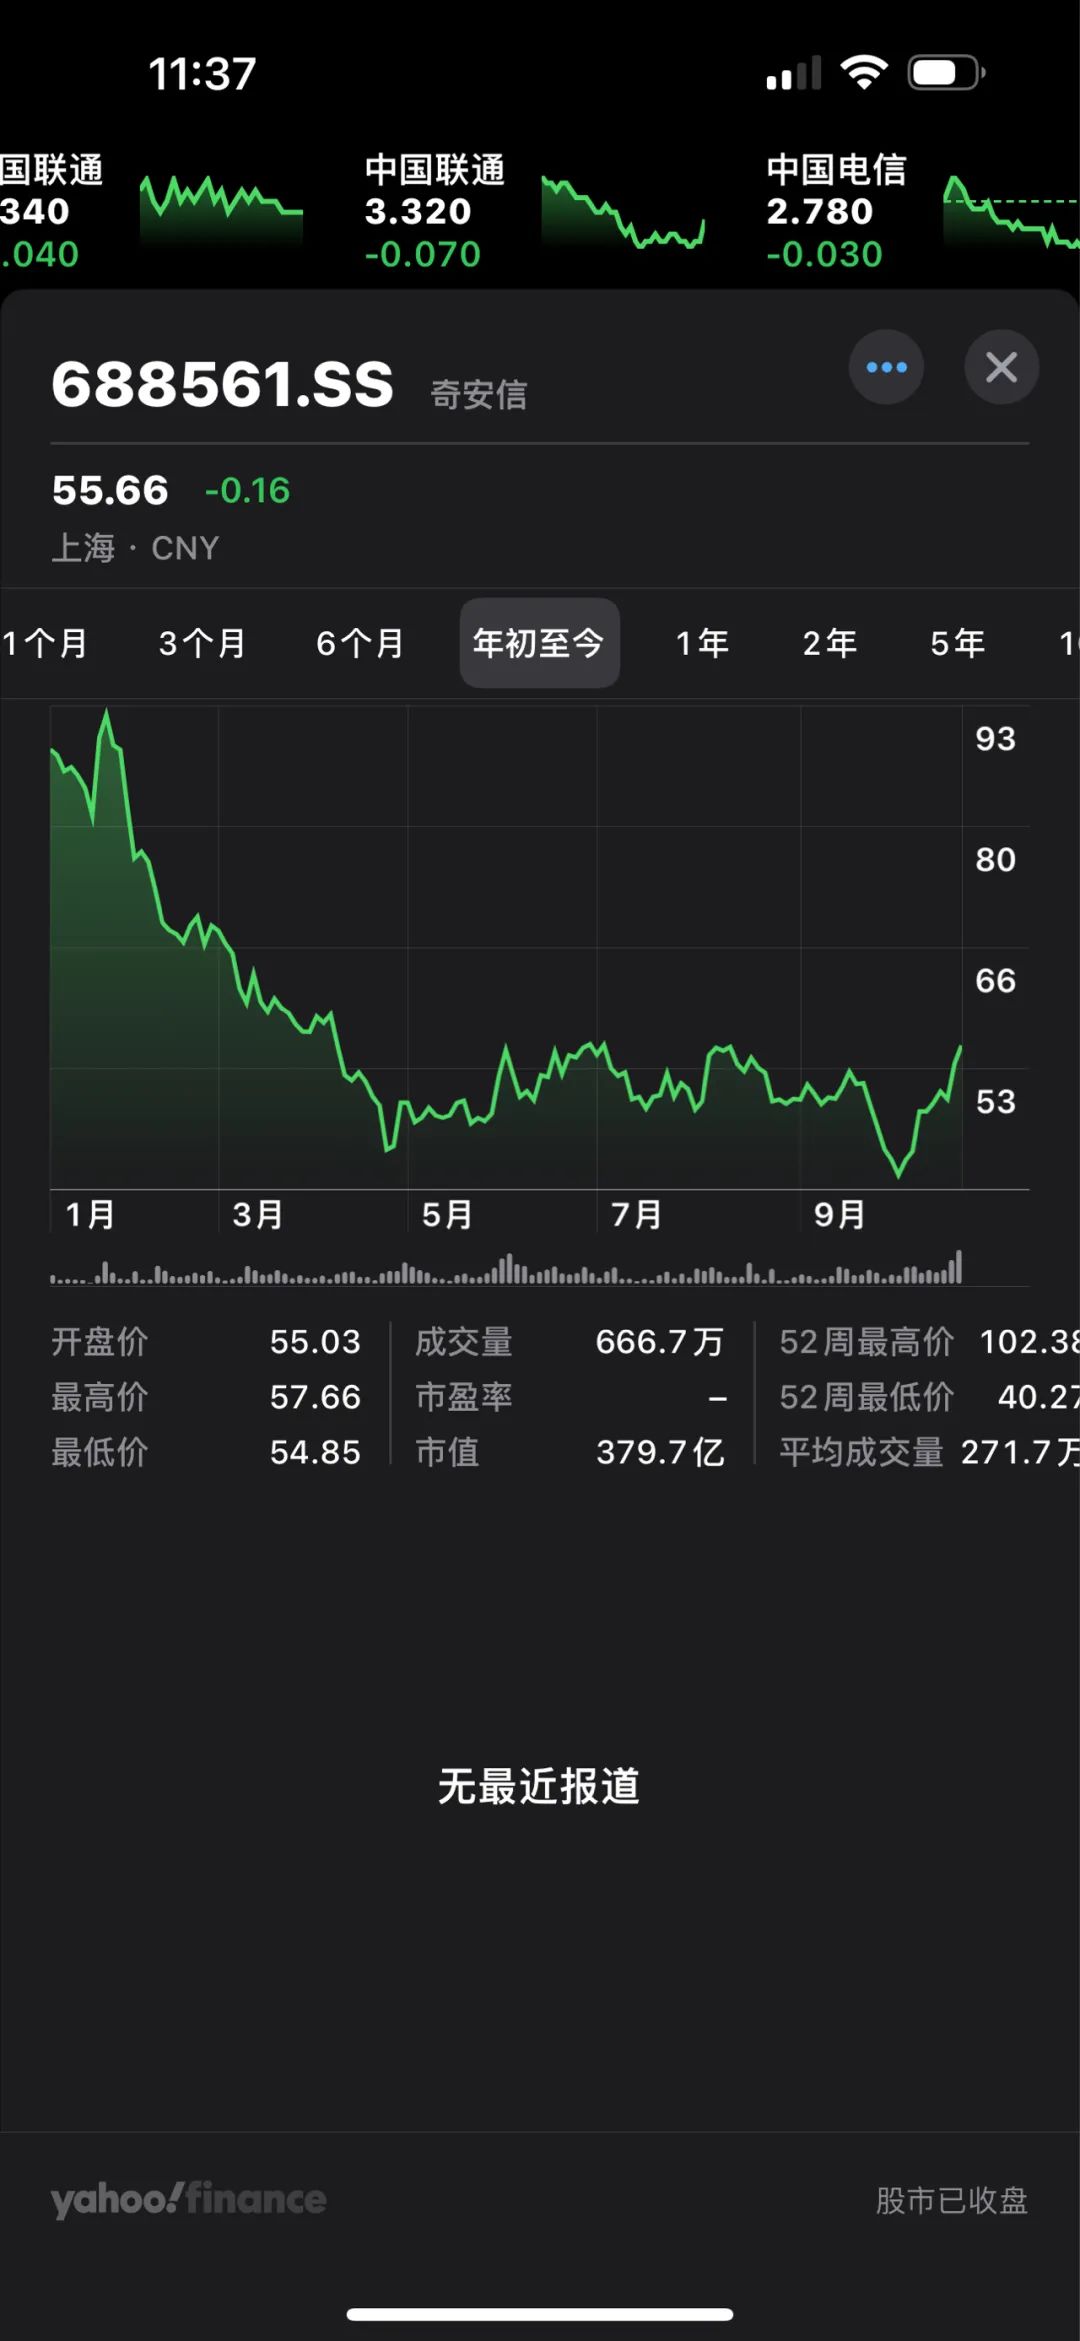 11:37
国联通 中国联通 中国电信
340 3.320 2.780
.040 -0.070 -0.030
688561.SS 奇安信
55.66 -0.16
上海 · CNY
1个月 3个月 6个月 年初至今 1年 2年 5年 1
93
80
66
53
1月 3月 5月 7月 9月
开盘价 55.03 成交量 666.7万 52周最高价 102.38
最高价 57.66 市盈率 – 52周最低价 40.27
最低价 54.85 市值 379.7亿 平均成交量 271.7万
无最近报道
yahoo!finance 股市已收盘